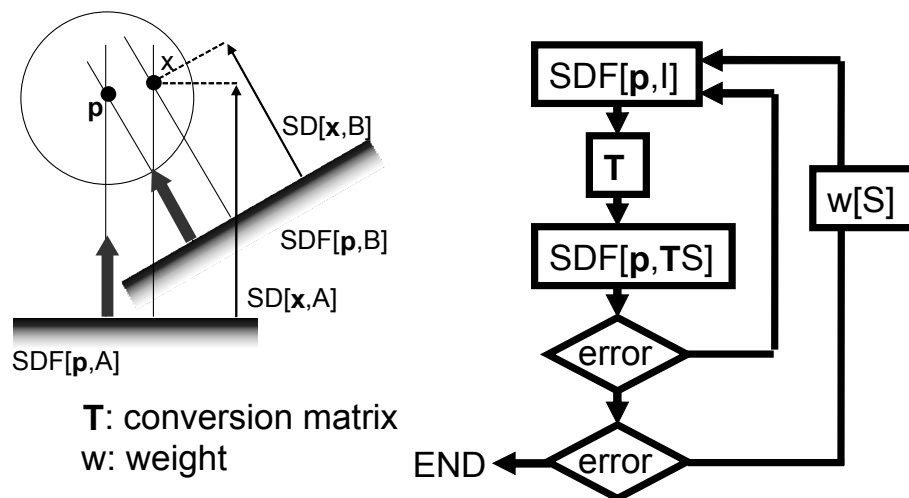 x
p
SD[x,B]
SDF[p,B]
SD[x,A]
SDF[p,A]
T: conversion matrix
w: weight
SDF[p,I]
T
w[S]
SDF[p,TS]
error
error
END